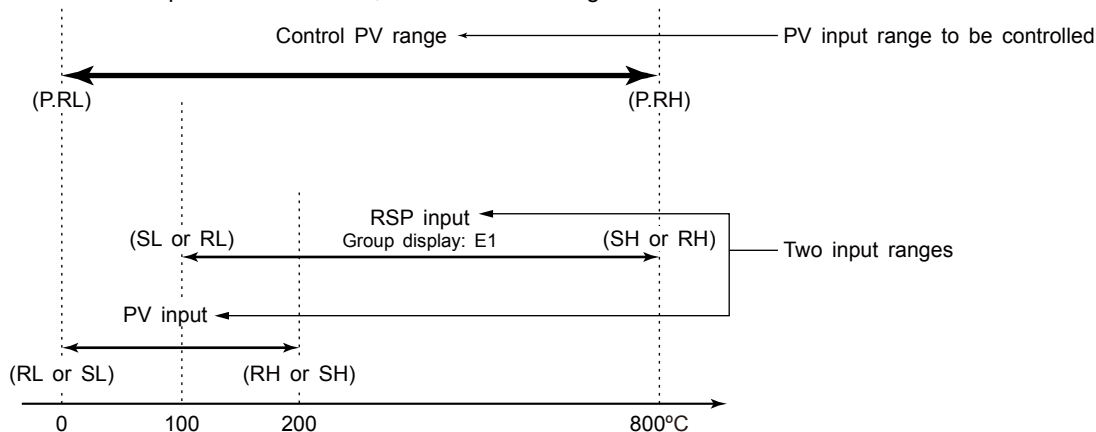 Control PV range
PV input range to be controlled
(P.RL)
(P.RH)
RSP input
(SL or RL)
Group display: E1
(SH or RH)
Two input ranges
PV input
(RL or SL)
(RH or SH)
0
100
200
800°C